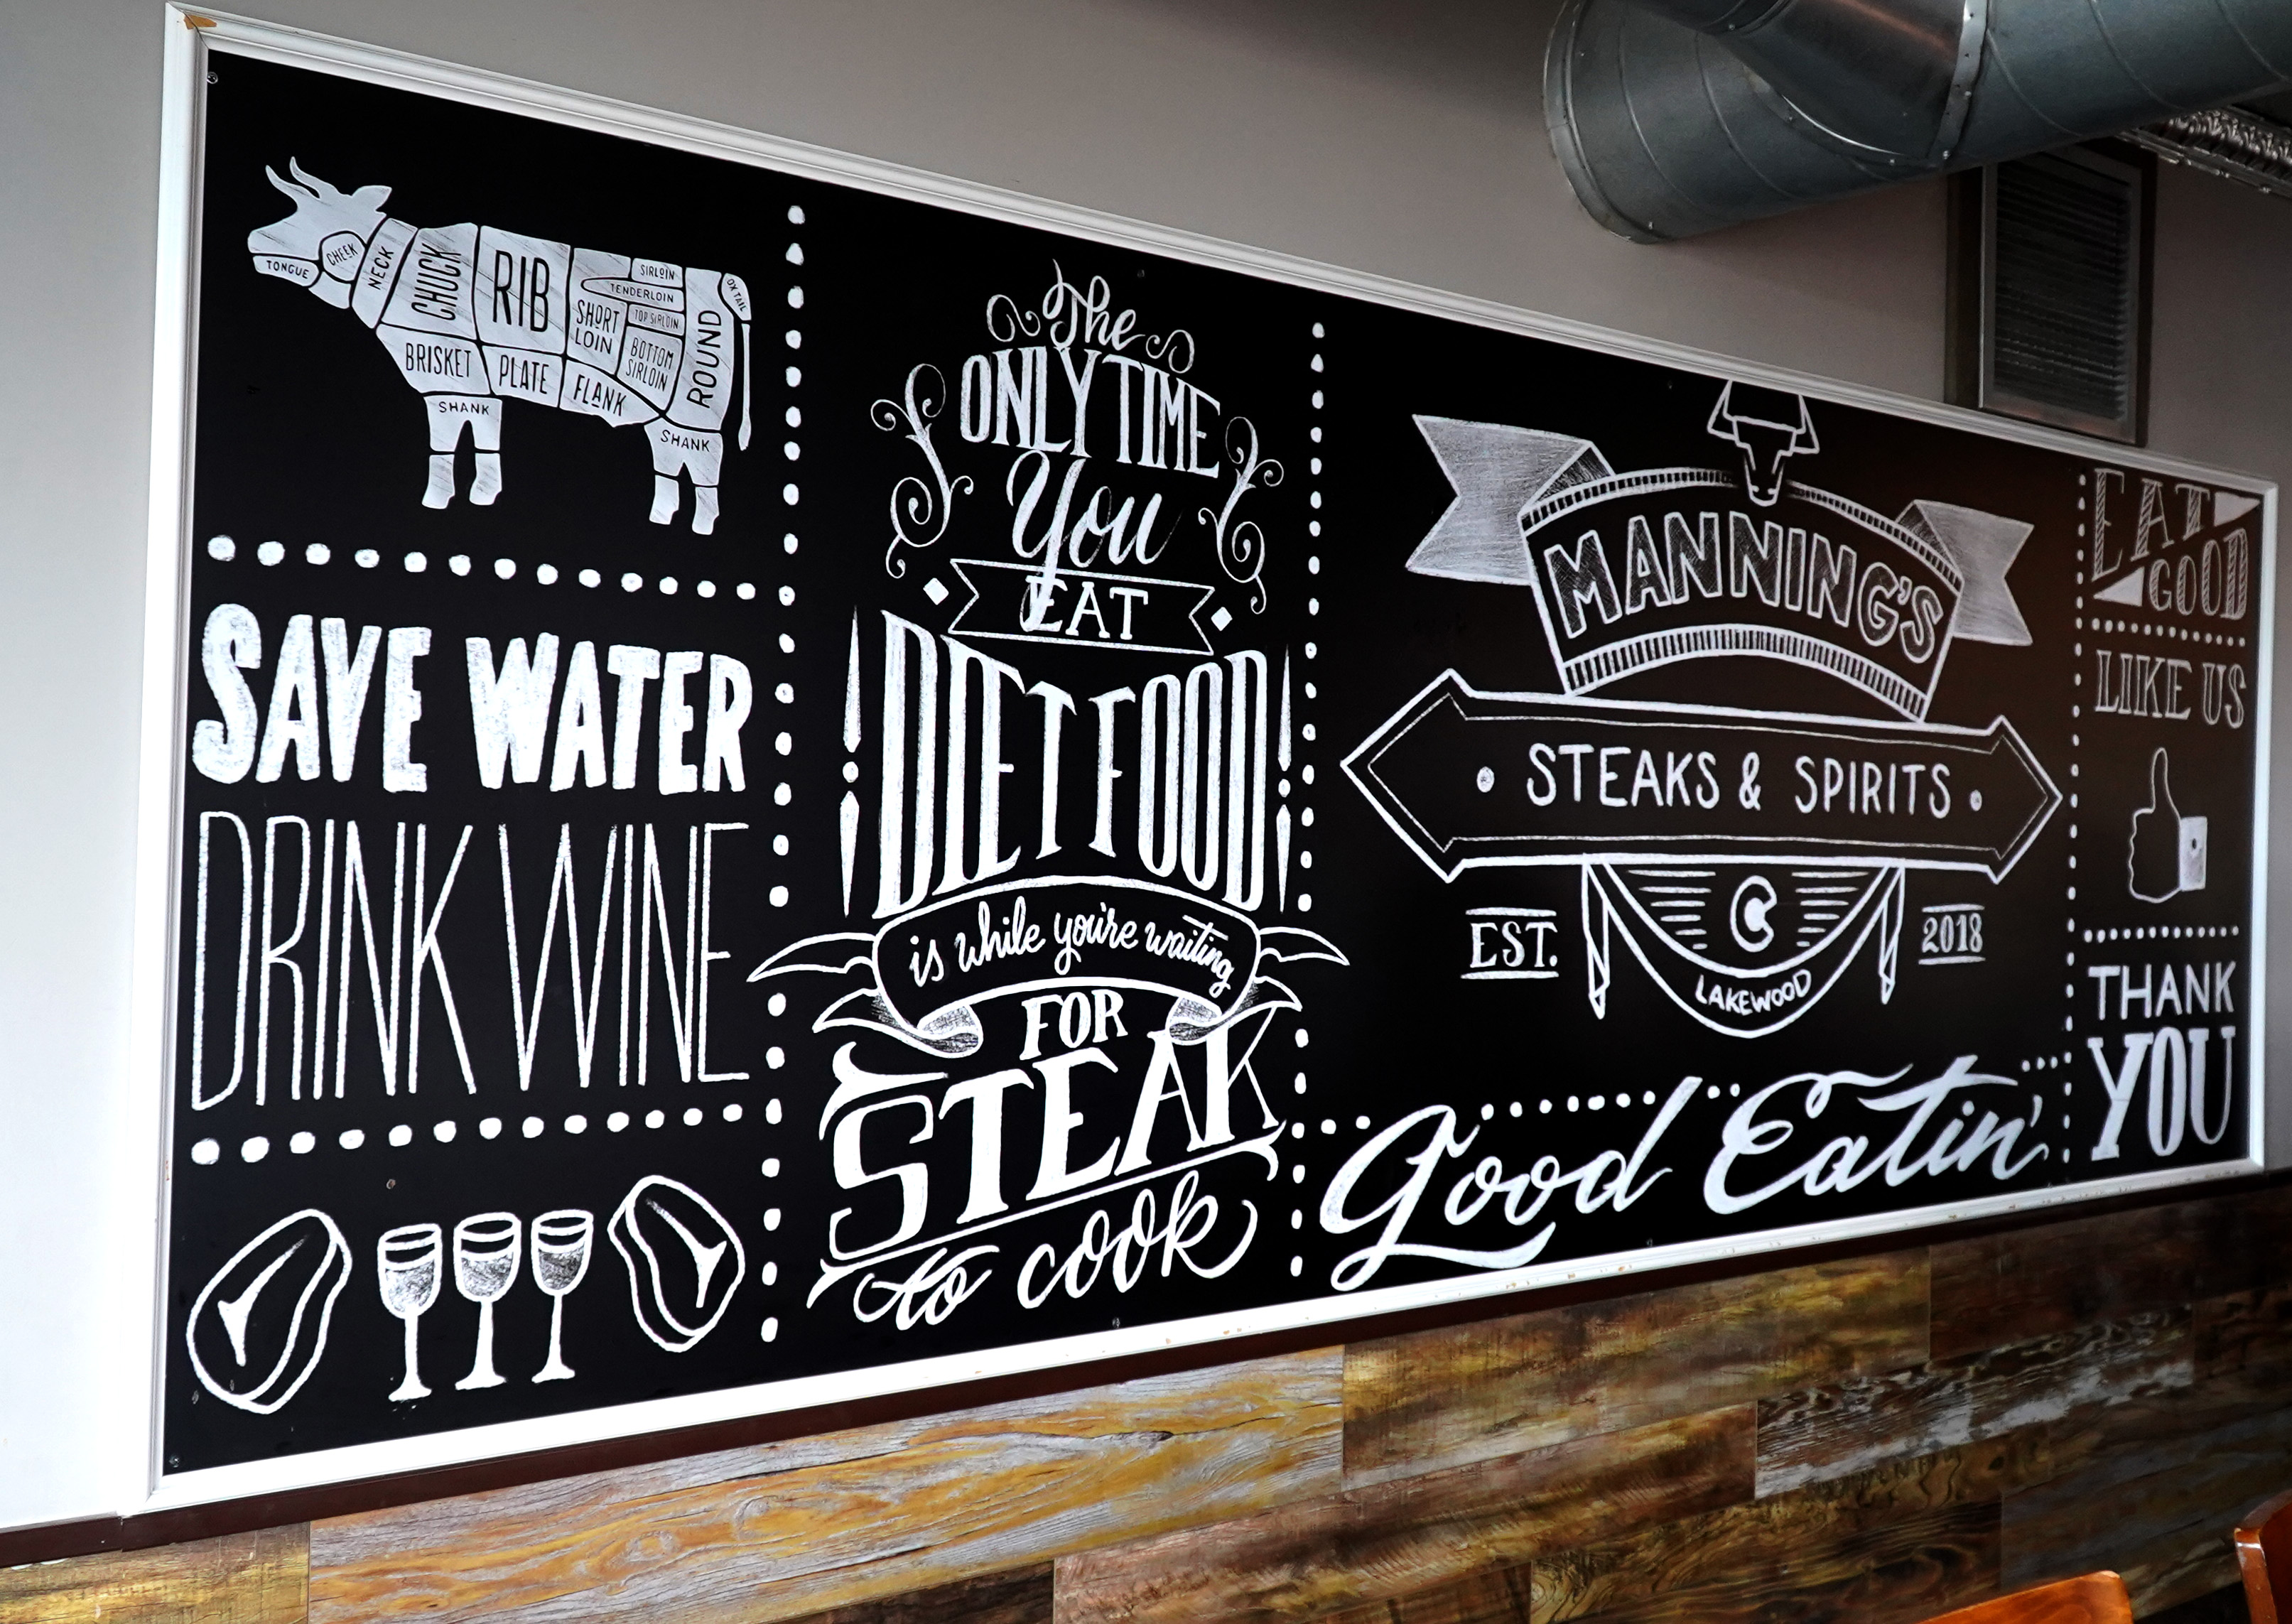 TONGUE
CHEEK
NECK
CHUCK
RIB
SHORT
LOIN
SIRLOIN
TENDERLOIN
TOP SIRLOIN
BOTTOM
SIRLOIN
ROUND
OXTAIL
BRISKET
PLATE
FLANK
SHANK
SHANK
SAVE WATER
DRINK WINE
The
ONLY TIME
You
EAT
DIET FOOD
is while you're waiting
FOR
STEAK
to cook
MANNING'S
STEAKS & SPIRITS
EST. 2018
C
LAKEWOOD
Good Eatin'
EAT
GOOD
LIKE US
THANK
YOU